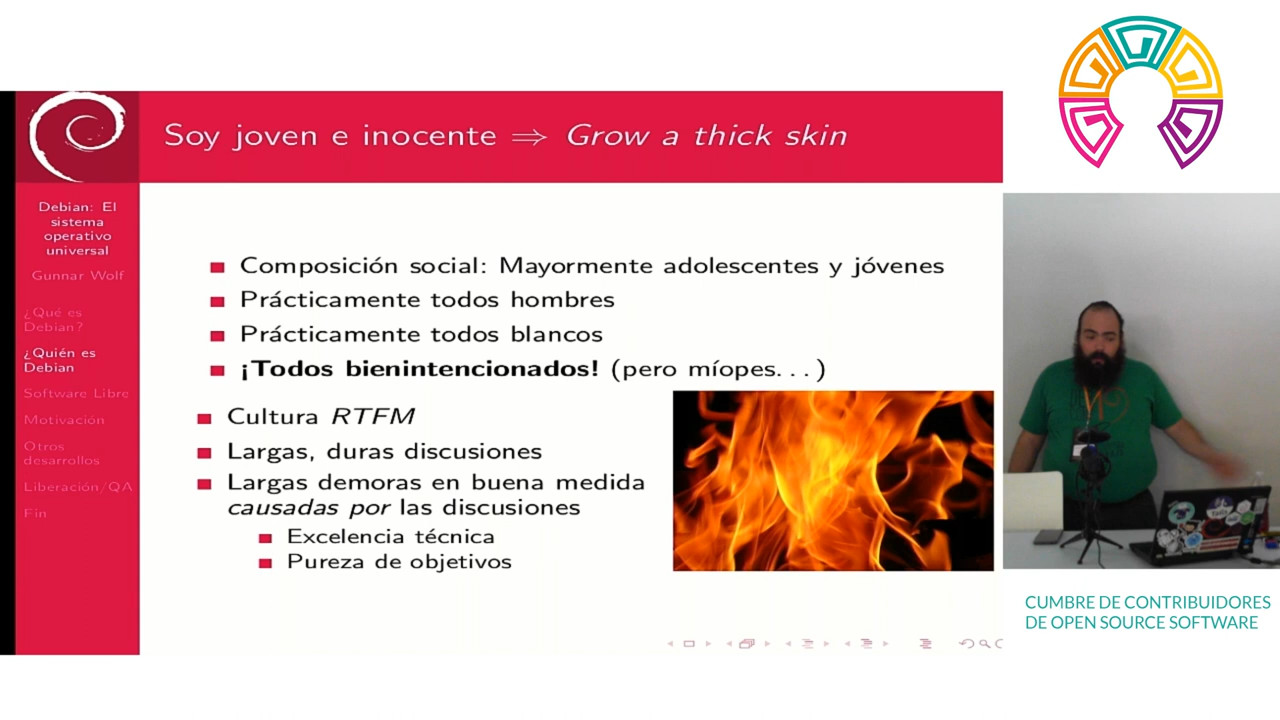 Soy joven e inocente ⇒ Grow a thick skin
Debian: El
sistema
operativo
universal
Gunnar Wolf
¿Qué es
Debian?
¿Quién es
Debian
Software Libre
Motivación
Otros
desarrollos
Liberación/QA
Fin
Composición social: Mayormente adolescentes y jóvenes
Prácticamente todos hombres
Prácticamente todos blancos
¡Todos bienintencionados! (pero míopes...)
Cultura RTFM
Largas, duras discusiones
Largas demoras en buena medida
causadas por las discusiones
Excelencia técnica
Pureza de objetivos
CUMBRE DE CONTRIBUIDORES
DE OPEN SOURCE SOFTWARE